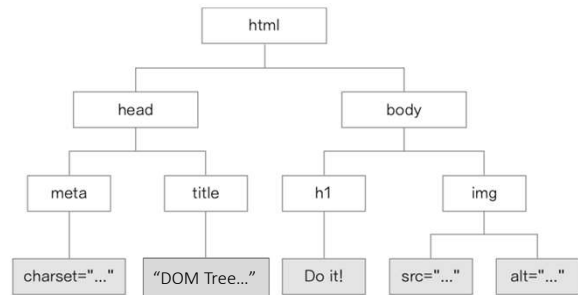 html
head
body
meta
title
h1
img
charset="..."
“DOM Tree...”
Do it!
src="..."
alt="..."